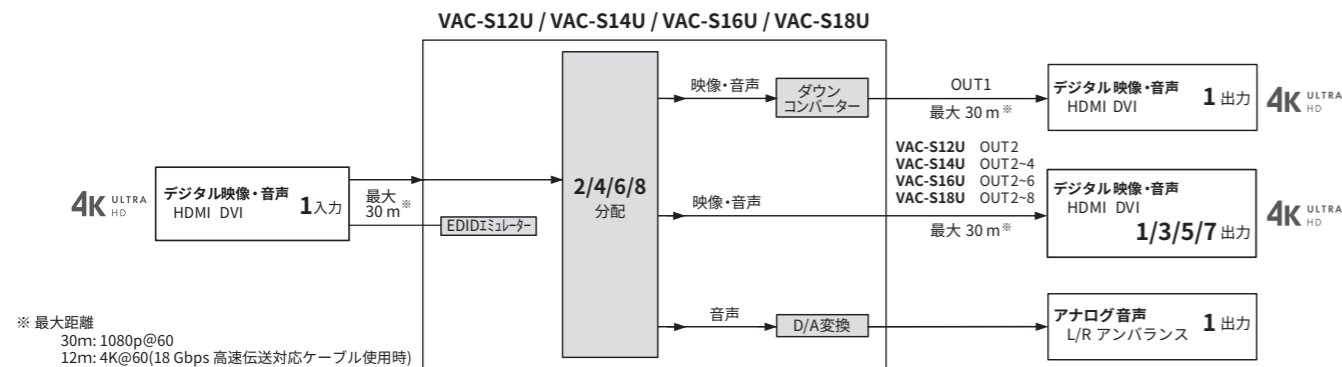 VAC-S12U / VAC-S14U / VAC-S16U / VAC-S18U
4K ULTRA HD
デジタル映像・音声
HDMI DVI
1入力
最大
30 m※
EDIDエミュレーター
2/4/6/8
分配
映像・音声
ダウン
コンバーター
OUT1
最大 30 m※
デジタル映像・音声
HDMI DVI
1 出力
4K ULTRA HD
映像・音声
VAC-S12U OUT2
VAC-S14U OUT2~4
VAC-S16U OUT2~6
VAC-S18U OUT2~8
最大 30 m※
デジタル映像・音声
HDMI DVI
1/3/5/7 出力
4K ULTRA HD
音声
D/A変換
アナログ音声
L/R アンバランス
1 出力
※ 最大距離
30m: 1080p@60
12m: 4K@60(18 Gbps 高速伝送対応ケーブル使用時)